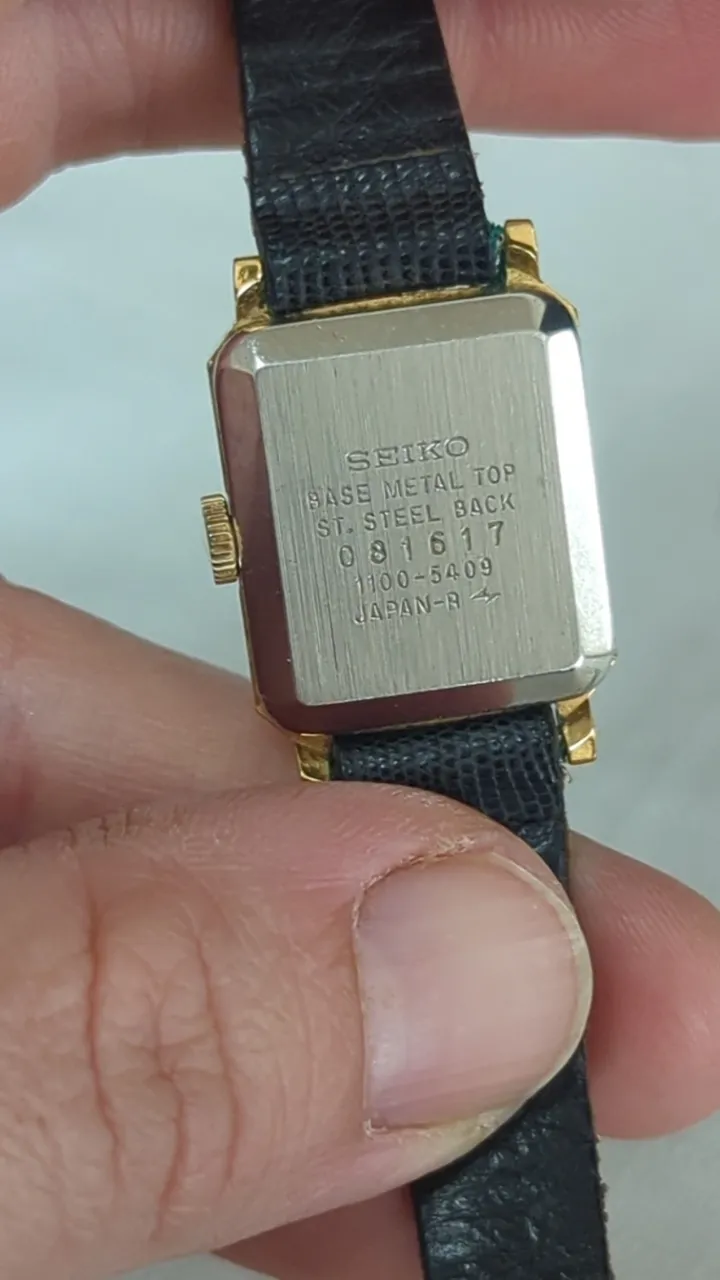 SEIKO
BASE METAL TOP
ST. STEEL BACK
081617
1100-5409
JAPAN-R